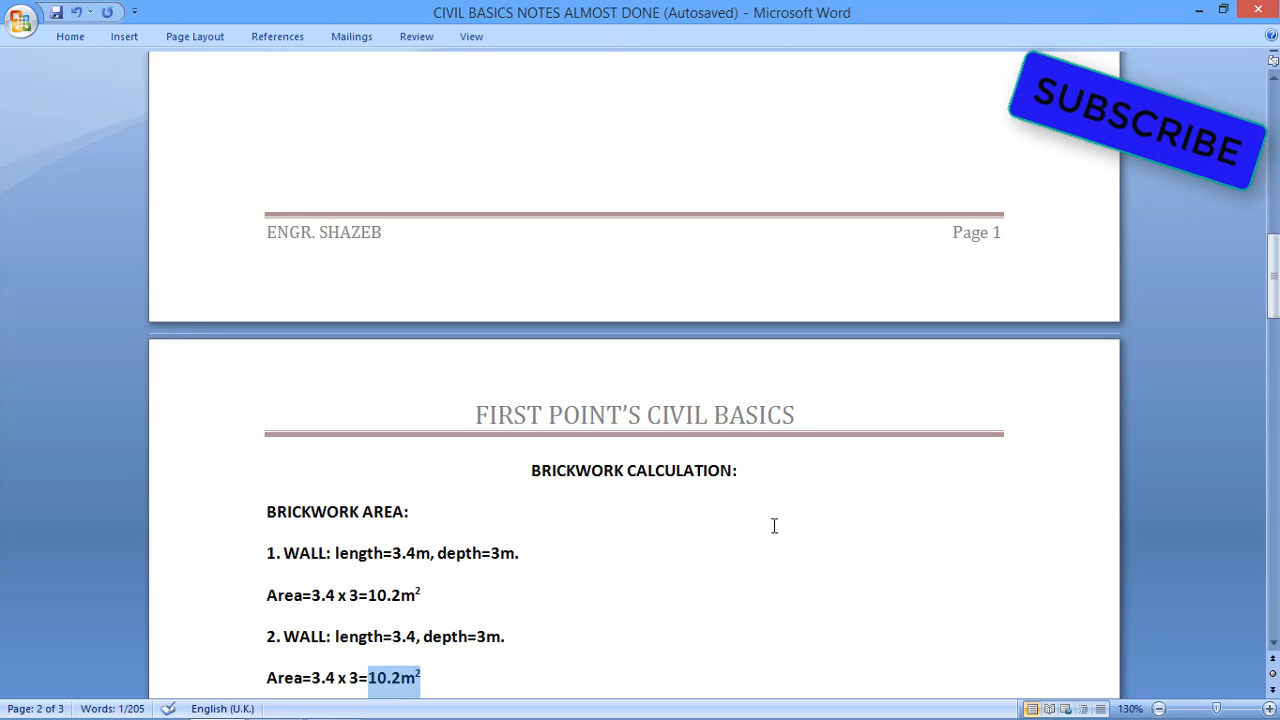 CIVIL BASICS NOTES ALMOST DONE (Autosaved) - Microsoft Word
Home Insert Page Layout References Mailings Review View
SUBSCRIBE
ENGR. SHAZEB Page 1
FIRST POINT’S CIVIL BASICS
BRICKWORK CALCULATION:
BRICKWORK AREA:
1. WALL: length=3.4m, depth=3m.
Area=3.4 x 3=10.2m²
2. WALL: length=3.4, depth=3m.
Area=3.4 x 3=10.2m²
Page: 2 of 3 Words: 1/205 English (U.K.) 130%